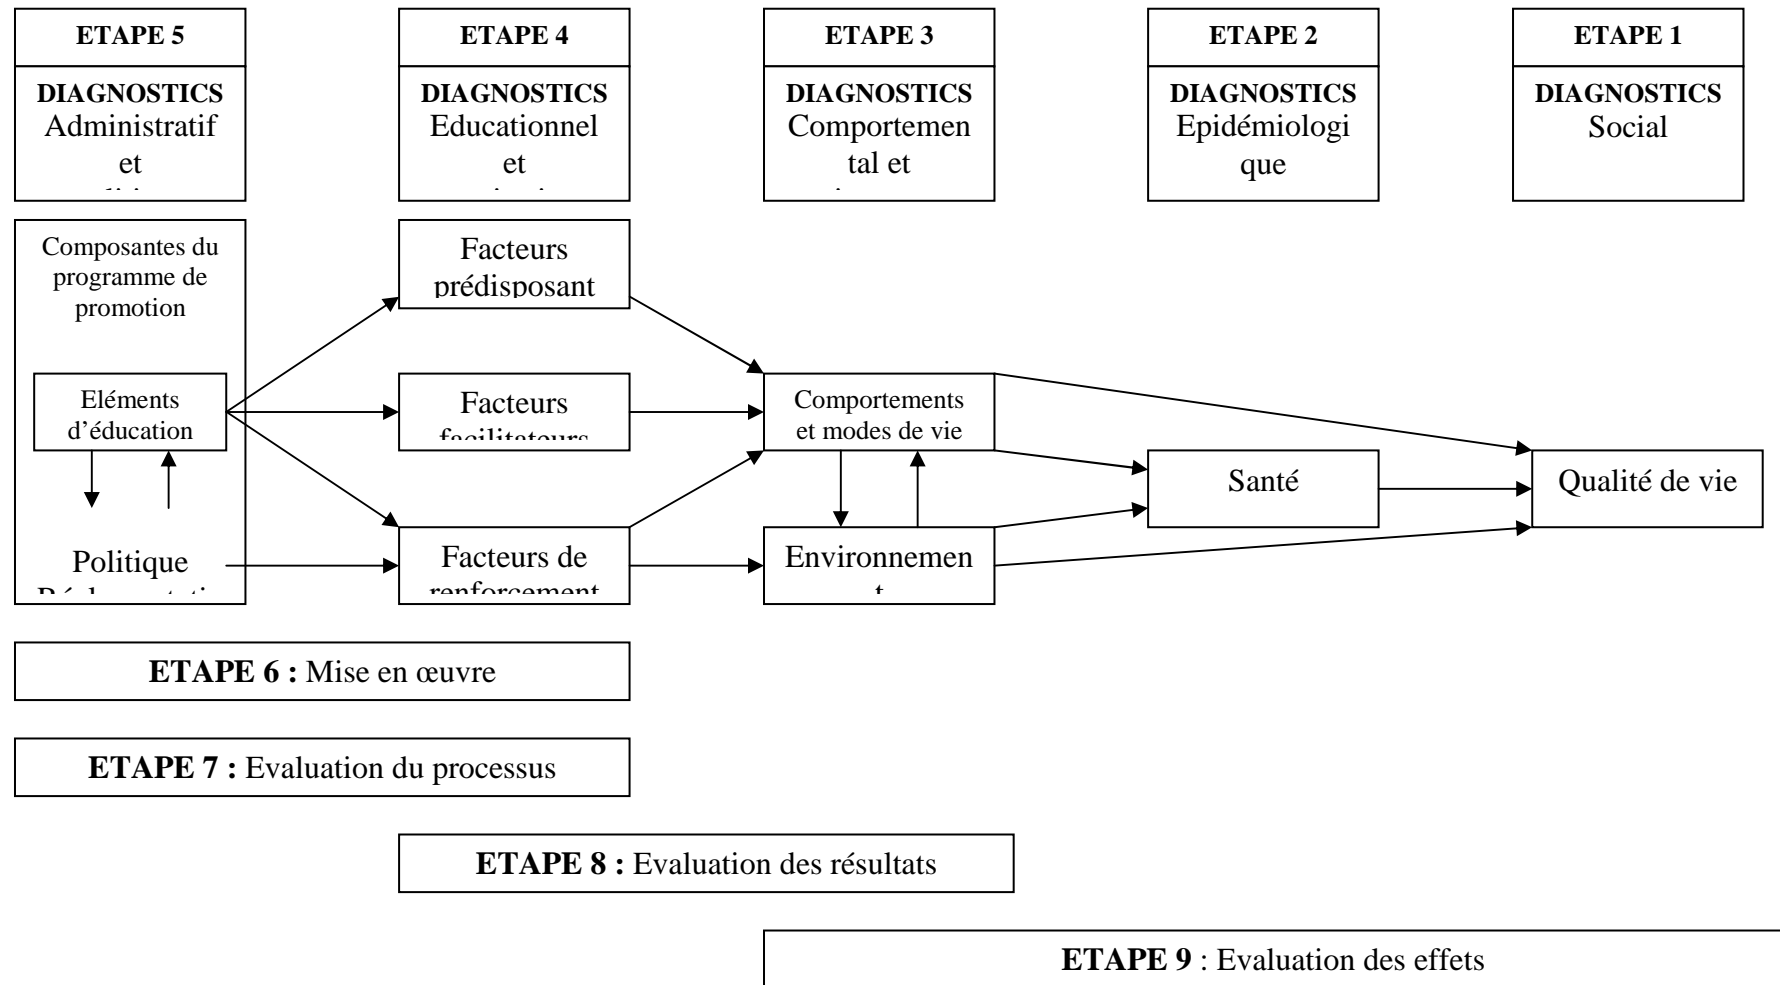 ETAPE 5
DIAGNOSTICS
Administratif
et
ETAPE 4
DIAGNOSTICS
Educationnel
et
ETAPE 3
DIAGNOSTICS
Comportemen
tal et
ETAPE 2
DIAGNOSTICS
Epidémiologi
que
ETAPE 1
DIAGNOSTICS
Social
Composantes du
programme de
promotion
Eléments
d’éducation
Politique
Facteurs
prédisposant
Facteurs
facilitateurs
Facteurs de
renforcement
Comportements
et modes de vie
Environnemen
t
Santé
Qualité de vie
ETAPE 6 : Mise en œuvre
ETAPE 7 : Evaluation du processus
ETAPE 8 : Evaluation des résultats
ETAPE 9 : Evaluation des effets